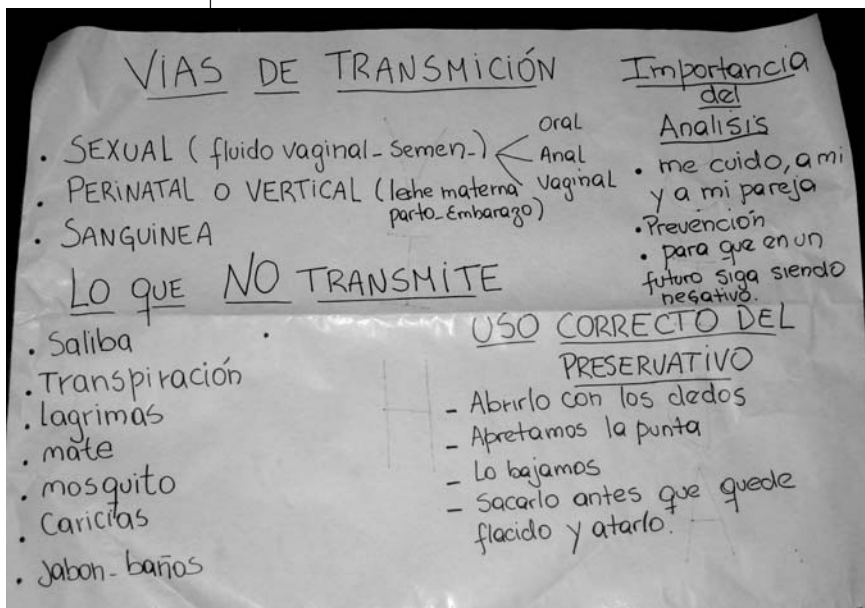 VIAS DE TRANSMICIÓN
. SEXUAL ( fluido vaginal - Semen - )
Oral
Anal
Vaginal
. PERINATAL O VERTICAL (leche materna
parto - Embarazo)
. SANGUINEA
Importancia
del
Analisis
. me cuido, a mi
y a mi pareja
. Prevención
. para que en un
futuro siga siendo
negativo.
LO QUE NO TRANSMITE
. Saliba
. Transpiración
. lagrimas
. mate
. mosquito
. Caricias
. Jabon - baños
USO CORRECTO DEL
PRESERVATIVO
- Abrirlo con los dedos
- Apretamos la punta
- Lo bajamos
- Sacarlo antes que quede
flacido y atarlo.